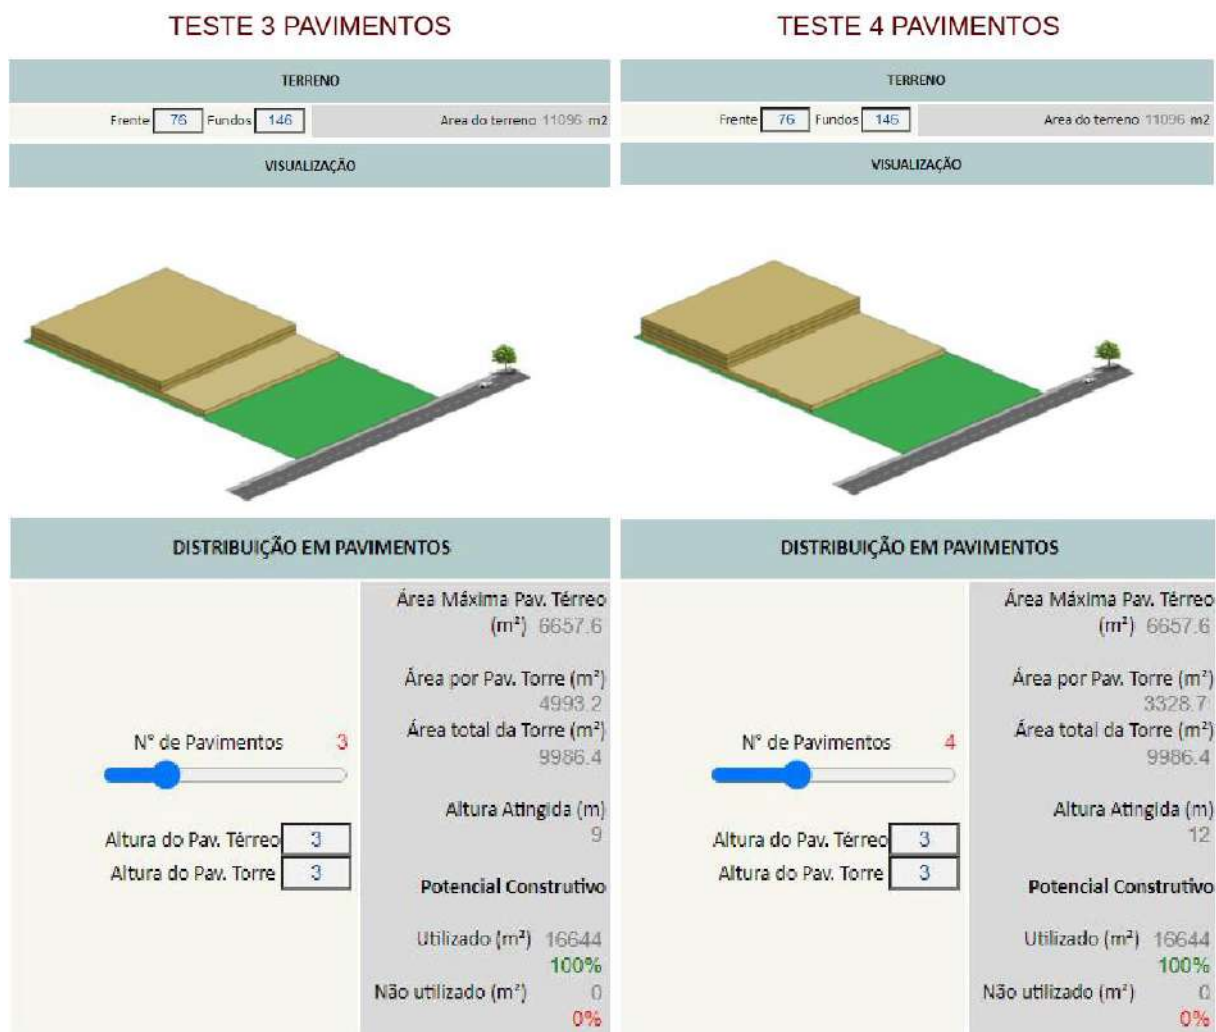 TESTE 3 PAVIMENTOS
TERRENO
Frente 76 Fundos 146 Area do terreno 11096 m2
VISUALIZAÇÃO
DISTRIBUIÇÃO EM PAVIMENTOS
Nº de Pavimentos 3
Altura do Pav. Térreo 3
Altura do Pav. Torre 3
Área Máxima Pav. Térreo
(m²) 6657.6
Área por Pav. Torre (m²)
4993.2
Área total da Torre (m²)
9986.4
Altura Atingida (m)
9
Potencial Construtivo
Utilizado (m²) 16644
100%
Não utilizado (m²) 0
0%
TESTE 4 PAVIMENTOS
TERRENO
Frente 76 Fundos 146 Area do terreno 11096 m2
VISUALIZAÇÃO
DISTRIBUIÇÃO EM PAVIMENTOS
Nº de Pavimentos 4
Altura do Pav. Térreo 3
Altura do Pav. Torre 3
Área Máxima Pav. Térreo
(m²) 6657.6
Área por Pav. Torre (m²)
3328.7
Área total da Torre (m²)
9986.4
Altura Atingida (m)
12
Potencial Construtivo
Utilizado (m²) 16644
100%
Não utilizado (m²) 0
0%